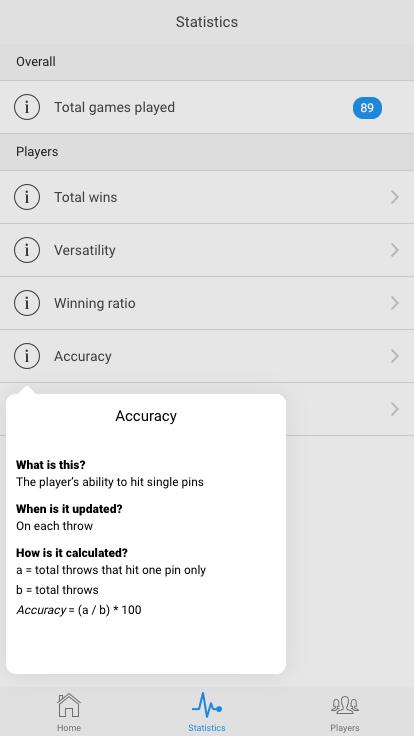 Statistics
Overall
Total games played
89
Players
Total wins
Versatility
Winning ratio
Accuracy
Accuracy
What is this?
The player’s ability to hit single pins
When is it updated?
On each throw
How is it calculated?
a = total throws that hit one pin only
b = total throws
Accuracy = (a / b) * 100
Home
Statistics
Players